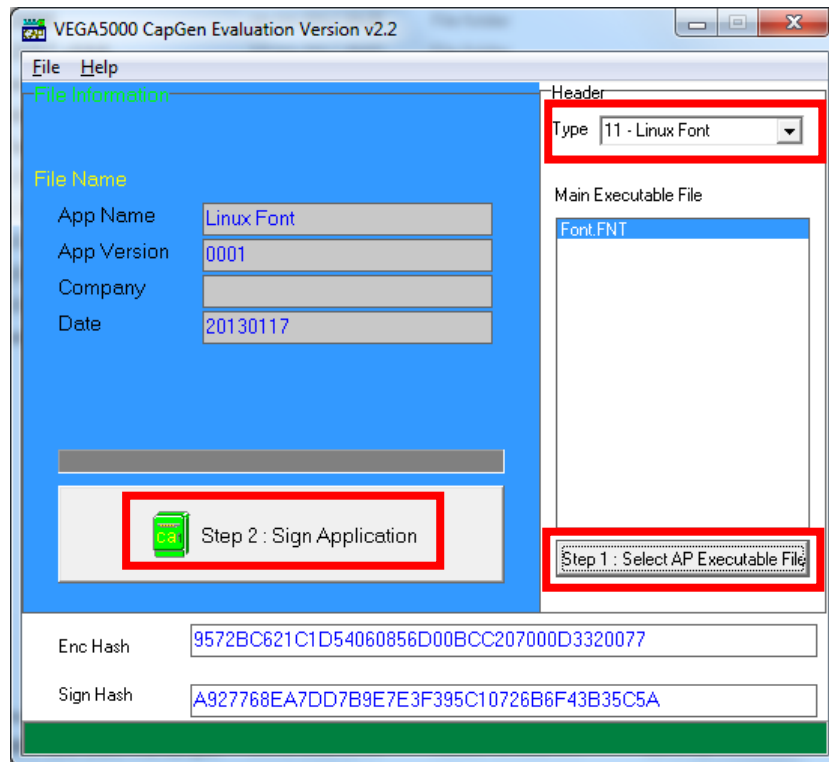 VEGA5000 CapGen Evaluation Version v2.2
File Help
File Information
File Name
App Name Linux Font
App Version 0001
Company
Date 20130117
ca
Step 2 : Sign Application
Header
Type 11 - Linux Font
Main Executable File
Font.FNT
Step 1 : Select AP Executable File
Enc Hash 9572BC621C1D54060856D00BCC207000D3320077
Sign Hash A927768EA7DD7B9E7E3F395C10726B6F43B35C5A